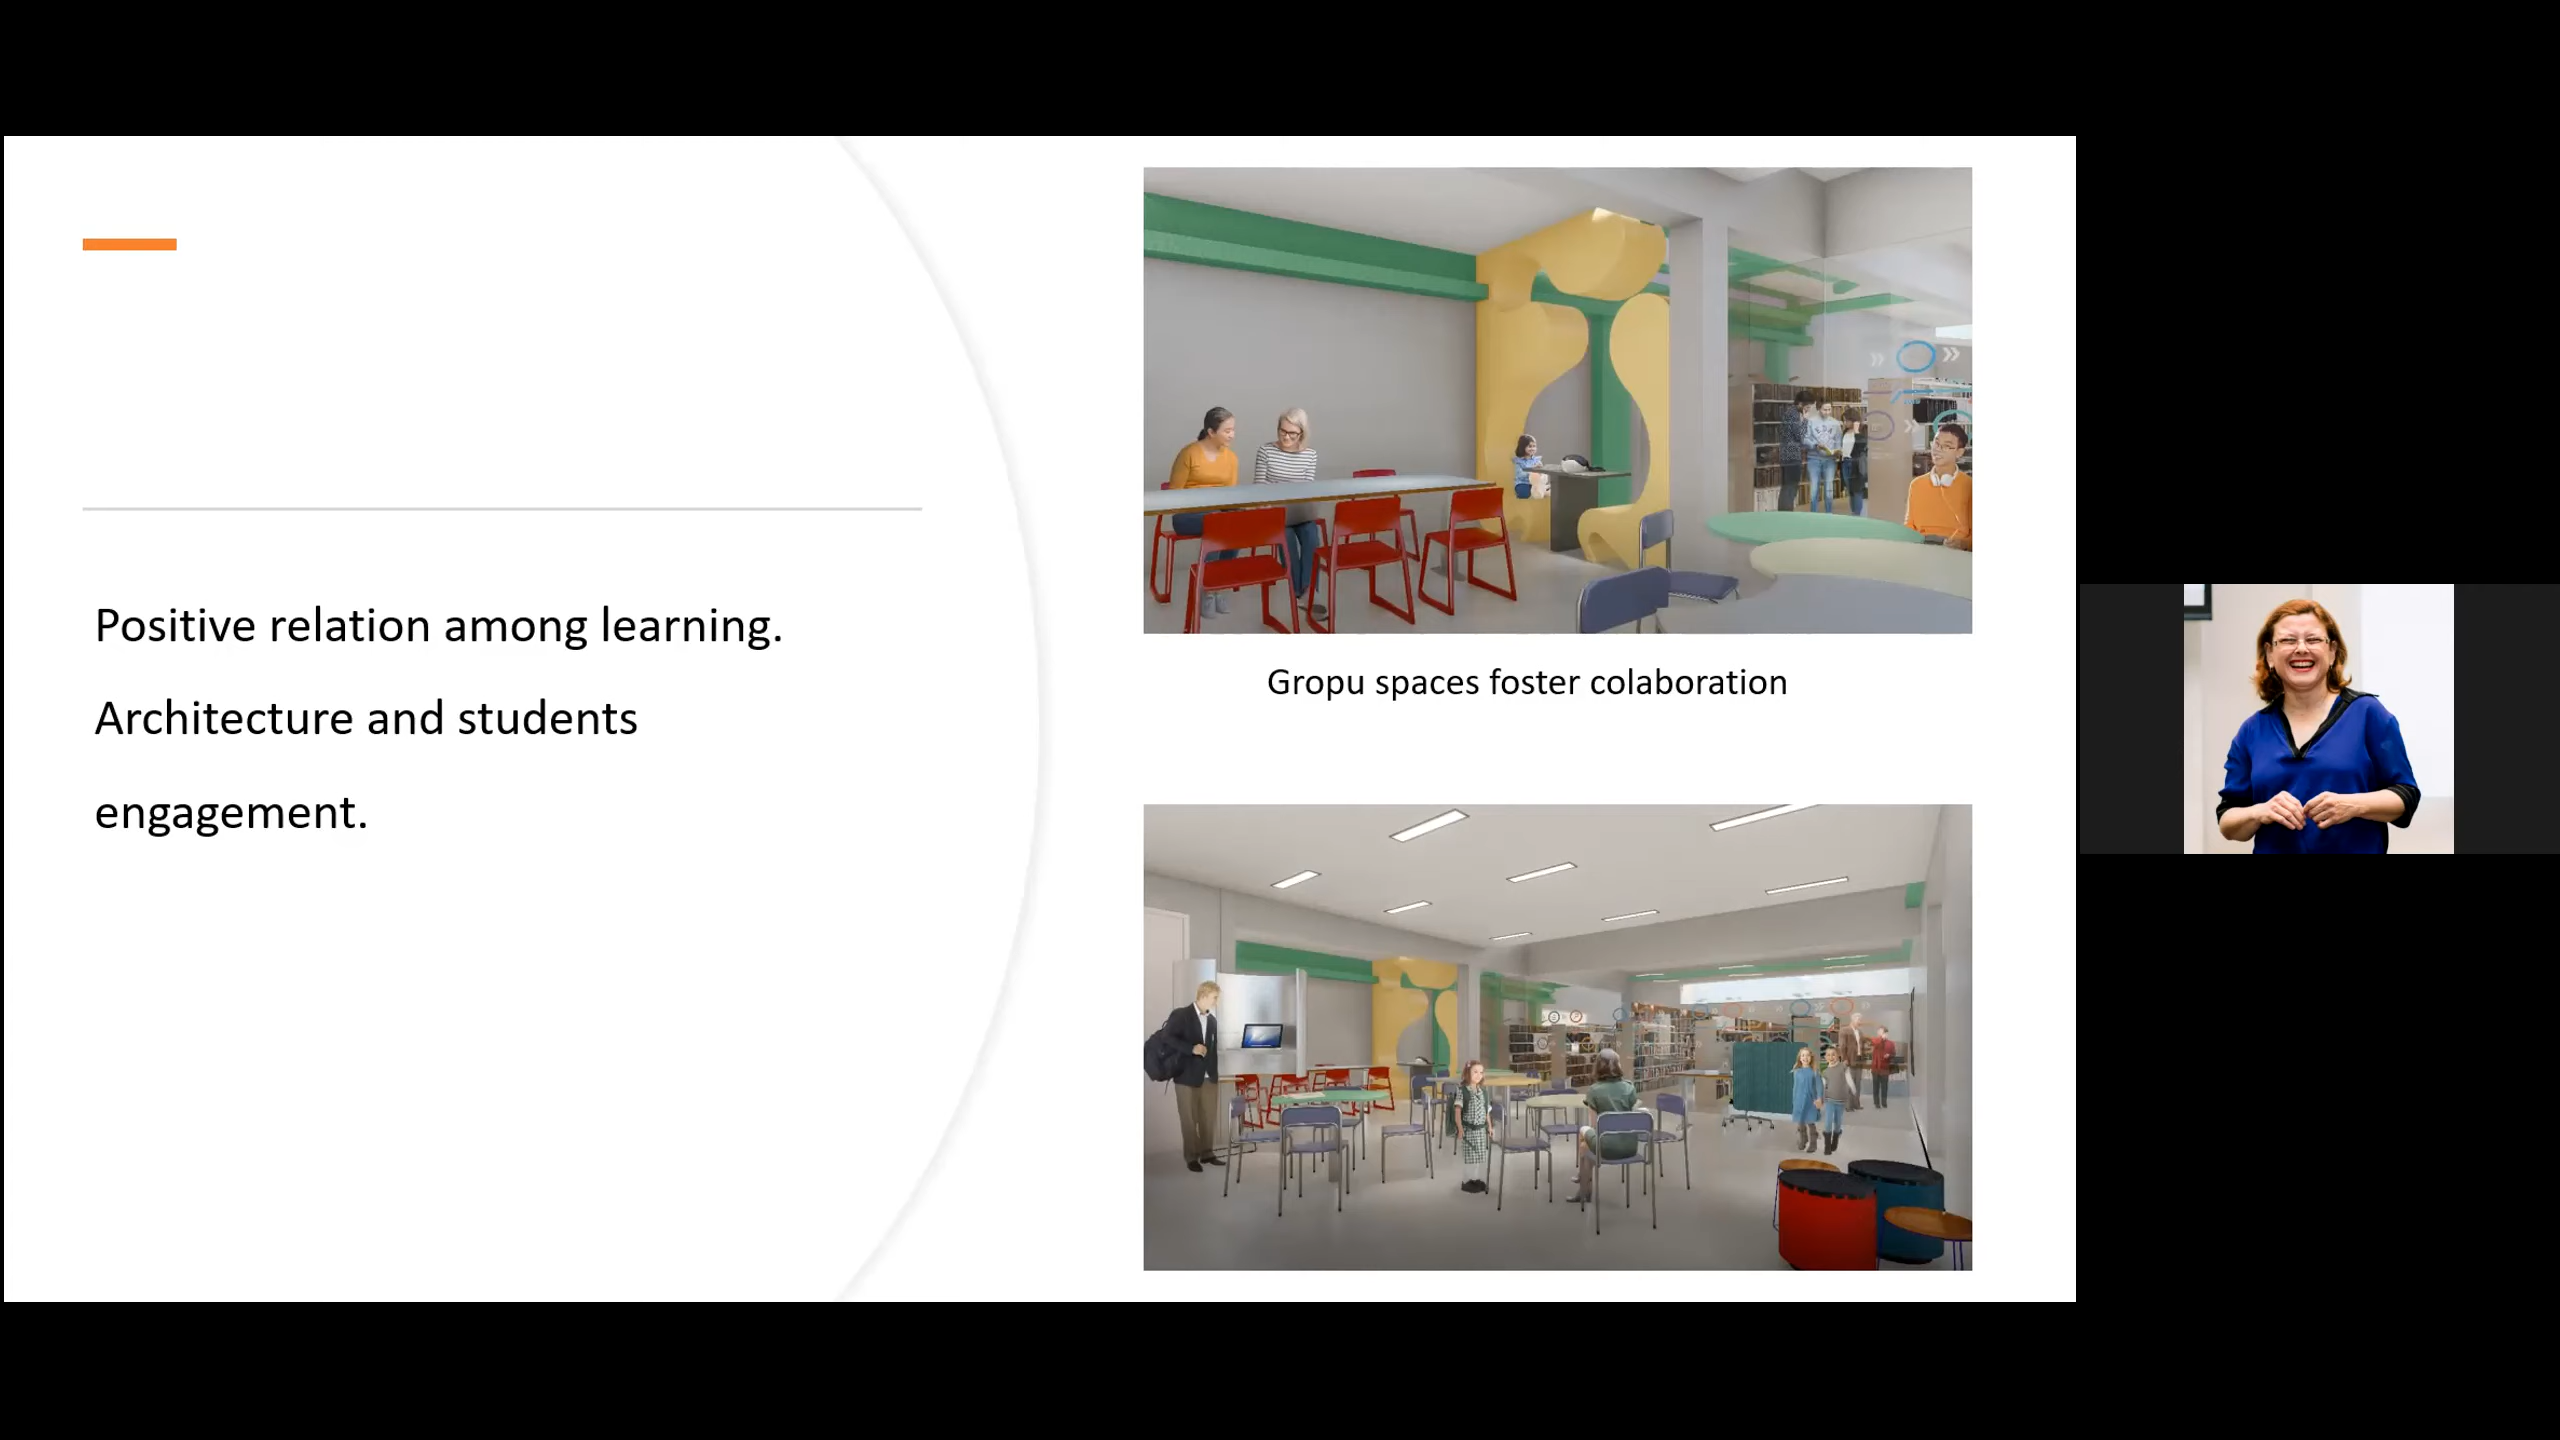 Positive relation among learning.
Architecture and students
engagement.
Gropu spaces foster colaboration